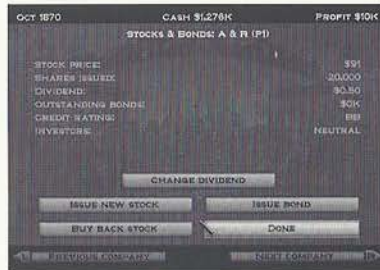 OCT 1870 CASH $1,276K PROFIT $10K
STOCKS & BONDS: A & R (P1)
STOCK PRICE: $91
SHARES ISSUED: 20,000
DIVIDEND: $0.50
OUTSTANDING BONDS: $0K
CREDIT RATING: BB
INVESTORS: NEUTRAL
CHANGE DIVIDEND
ISSUE NEW STOCK ISSUE BOND
BUY BACK STOCK DONE
PREVIOUS COMPANY NEXT COMPANY